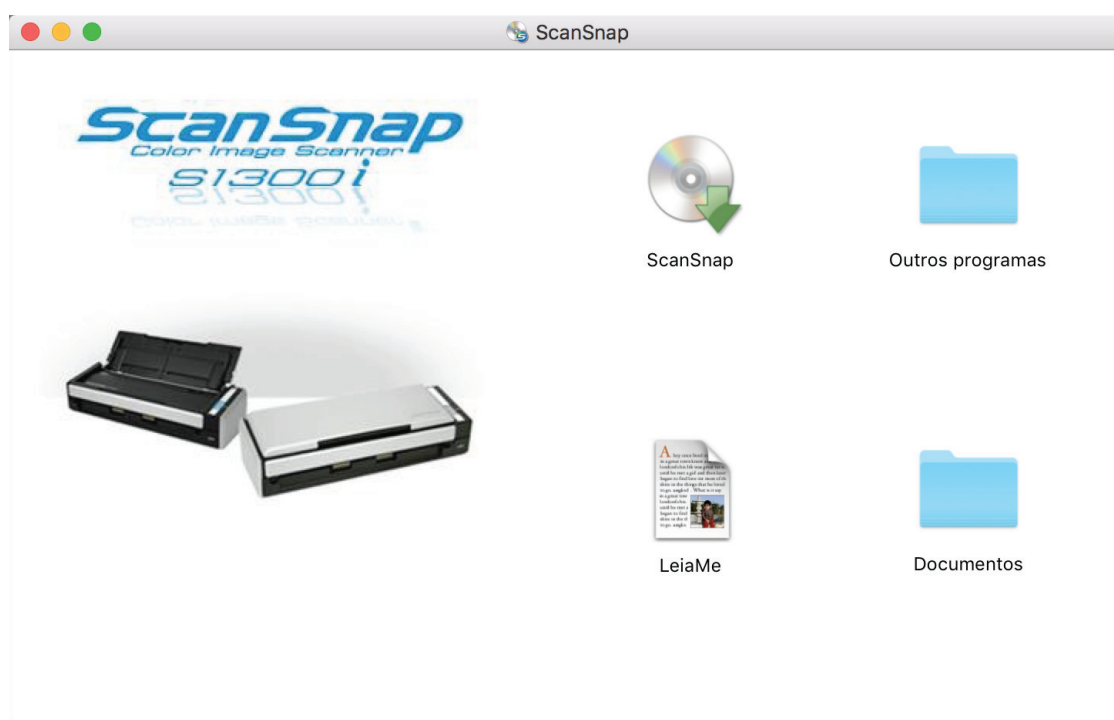 ScanSnap
ScanSnap
Color Image Scanner
S1300i
ScanSnap
Outros programas
LeiaMe
Documentos